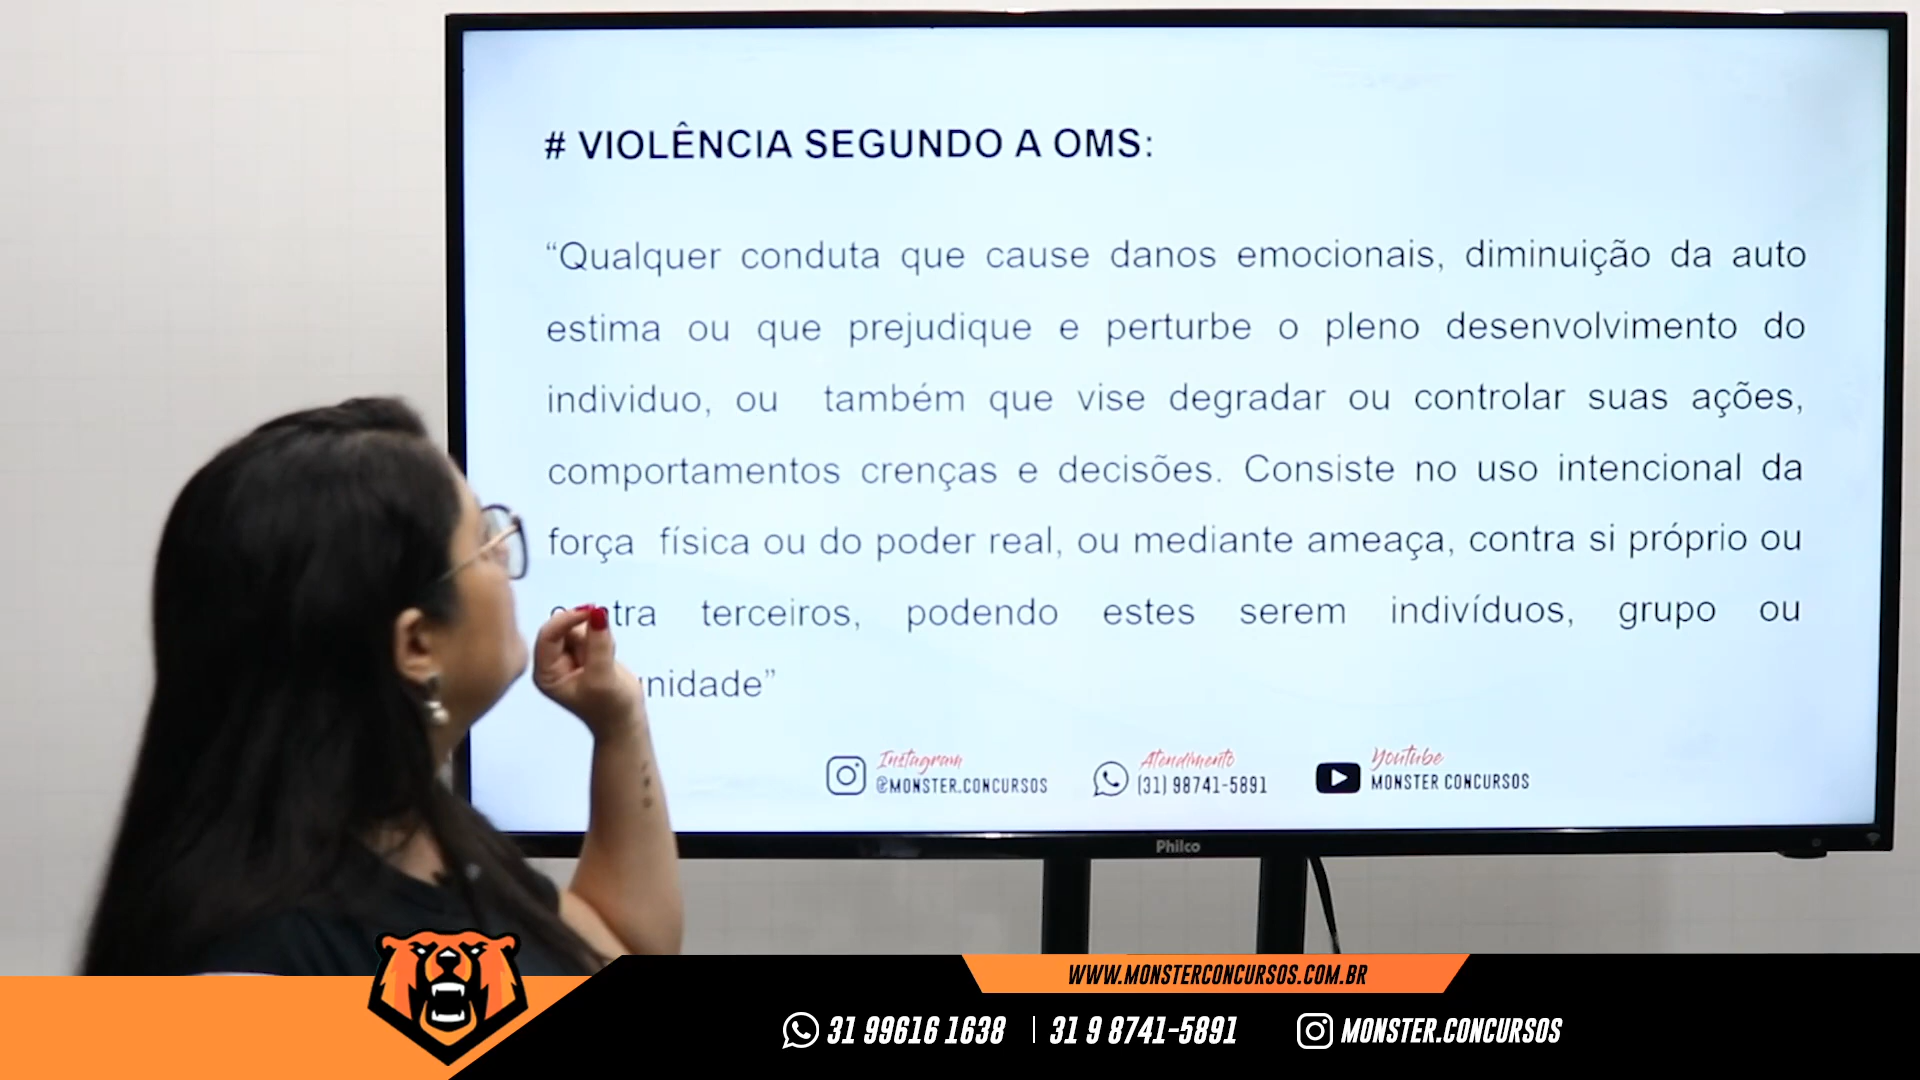 # VIOLÊNCIA SEGUNDO A OMS:
“Qualquer conduta que cause danos emocionais, diminuição da auto
estima ou que prejudique e perturbe o pleno desenvolvimento do
individuo, ou também que vise degradar ou controlar suas ações,
comportamentos crenças e decisões. Consiste no uso intencional da
força física ou do poder real, ou mediante ameaça, contra si próprio ou
terceiros, podendo estes serem indivíduos, grupo ou
Instagram
@MONSTER.CONCURSOS
Atendimento
(31) 98741-5891
Youtube
MONSTER CONCURSOS
Philco
WWW.MONSTERCONCURSOS.COM.BR
31 99616 1638 | 31 9 8741-5891
MONSTER.CONCURSOS